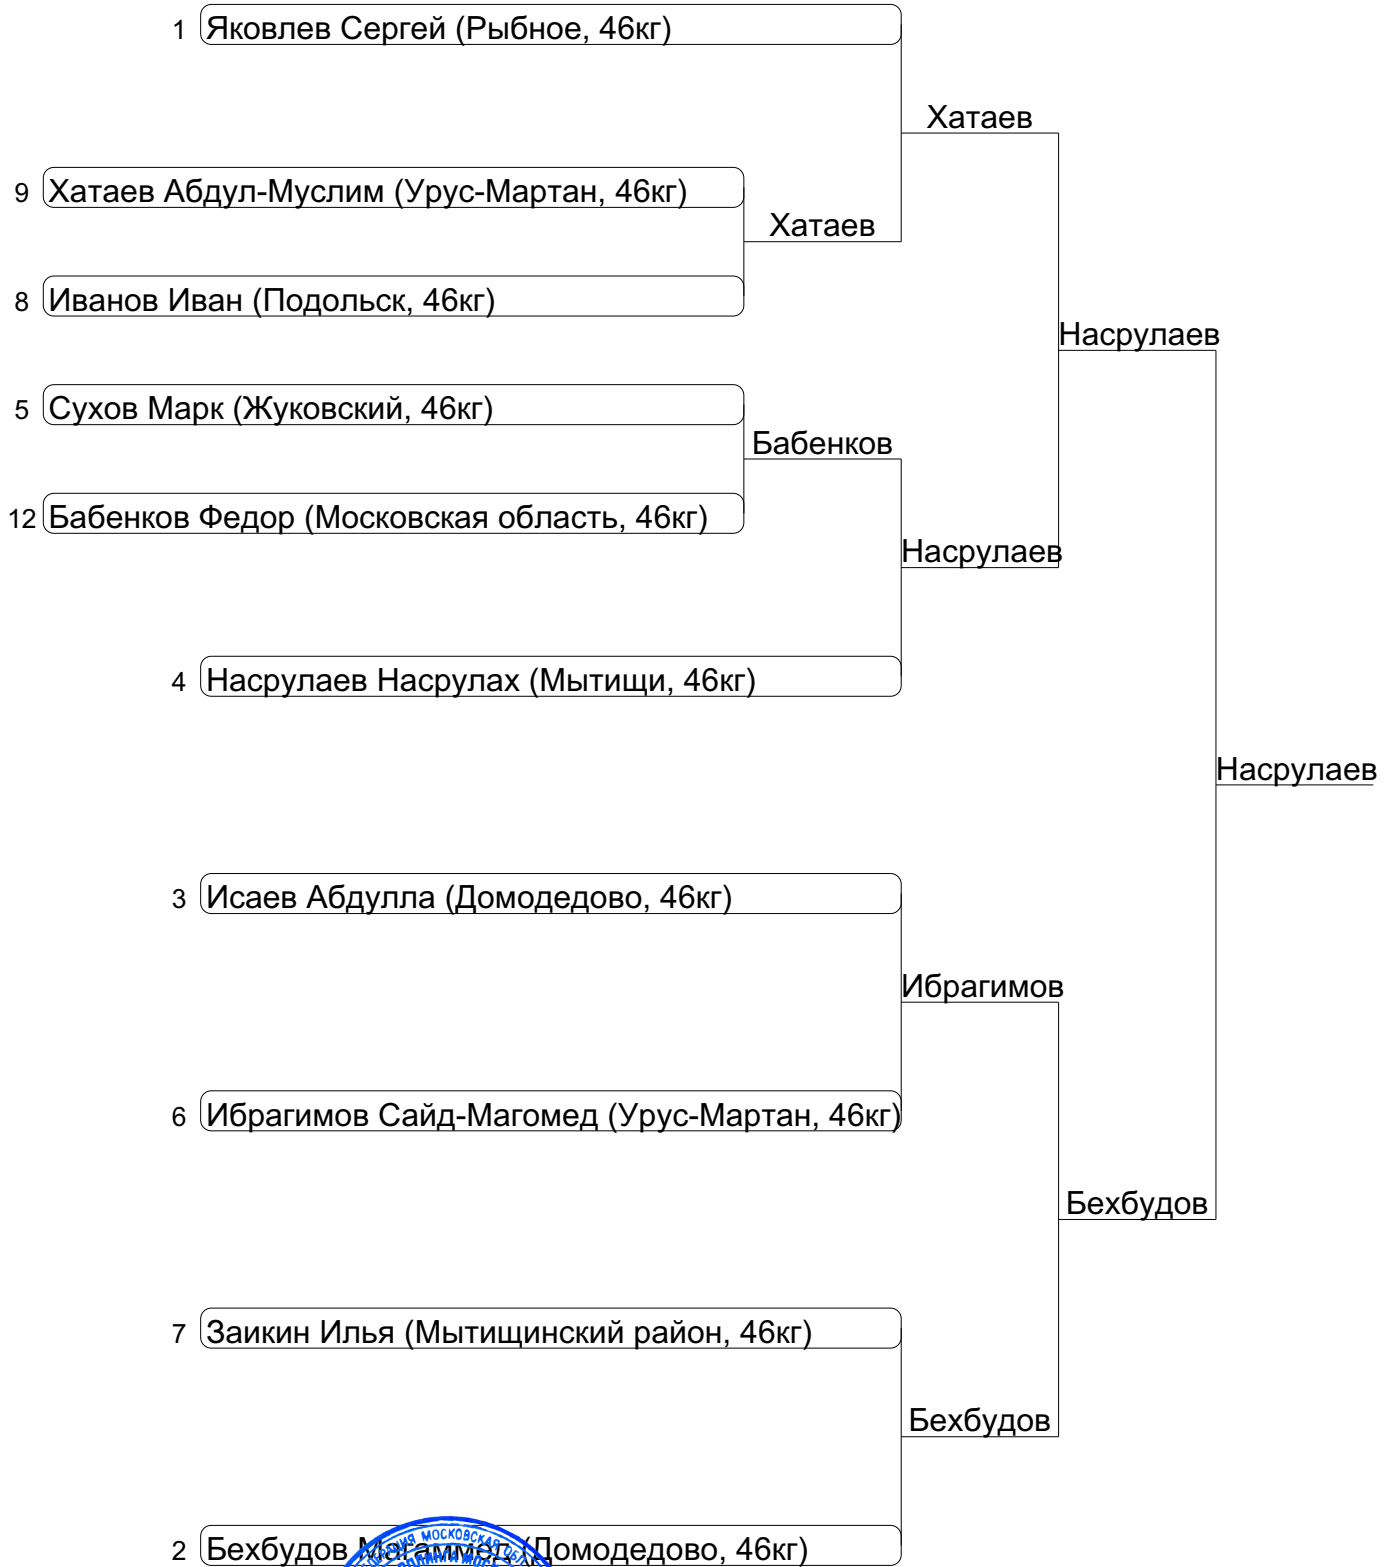 1 Яковлев Сергей (Рыбное, 46кг)
Хатаев
9 Хатаев Абдул-Муслим (Урус-Мартан, 46кг)
Хатаев
8 Иванов Иван (Подольск, 46кг)
Насрулаев
5 Сухов Марк (Жуковский, 46кг)
Бабенков
12 Бабенков Федор (Московская область, 46кг)
Насрулаев
4 Насрулаев Насрулах (Мытищи, 46кг)
Насрулаев
3 Исаев Абдулла (Домодедово, 46кг)
Ибрагимов
6 Ибрагимов Сайд-Магомед (Урус-Мартан, 46кг)
Бехбудов
7 Заикин Илья (Мытищинский район, 46кг)
Бехбудов
2 Бехбудов Магаммед (Домодедово, 46кг)
МОСКОВСКАЯ